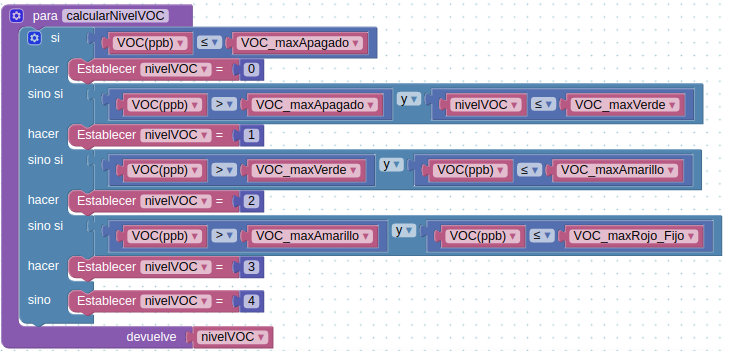 para calcularNivelVOC
si VOC(ppb) ≤ VOC_maxApagado
hacer Establecer nivelVOC = 0
sino si VOC(ppb) > VOC_maxApagado y nivelVOC ≤ VOC_maxVerde
hacer Establecer nivelVOC = 1
sino si VOC(ppb) > VOC_maxVerde y VOC(ppb) ≤ VOC_maxAmarillo
hacer Establecer nivelVOC = 2
sino si VOC(ppb) > VOC_maxAmarillo y VOC(ppb) ≤ VOC_maxRojo_Fijo
hacer Establecer nivelVOC = 3
sino Establecer nivelVOC = 4
devuelve nivelVOC